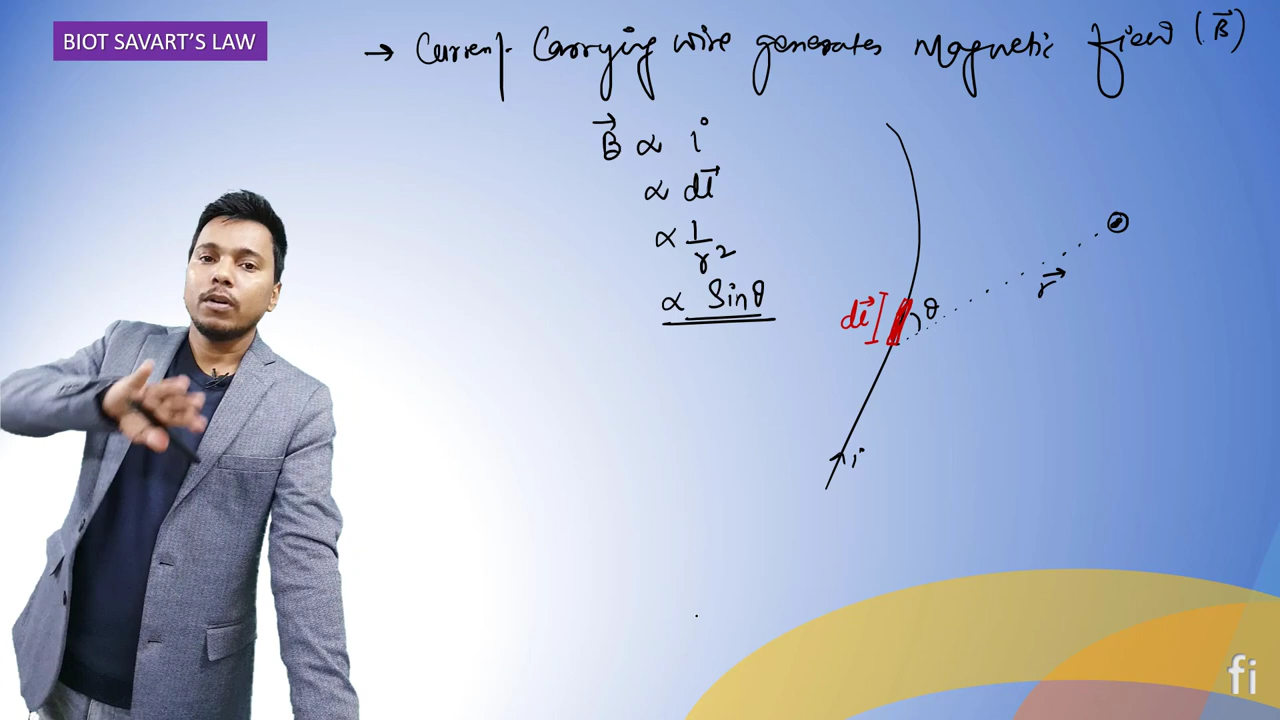 BIOT SAVART'S LAW
→ Current Carrying wire generates Magnetic field (B⃗)
B⃗ ∝ i
∝ dl⃗
∝ 1/r²
∝ Sinθ
dl⃗
θ
r⃗
i
fi